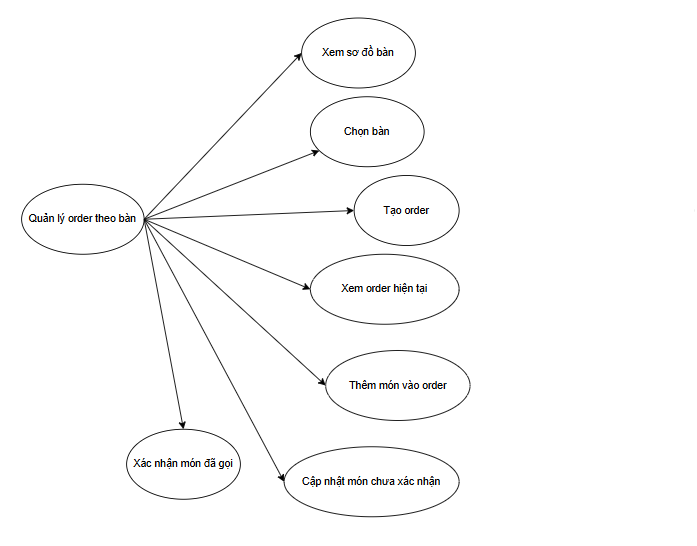 Xem sơ đồ bàn
Chọn bàn
Tạo order
Quản lý order theo bàn
Xem order hiện tại
Thêm món vào order
Xác nhận món đã gọi
Cập nhật món chưa xác nhận